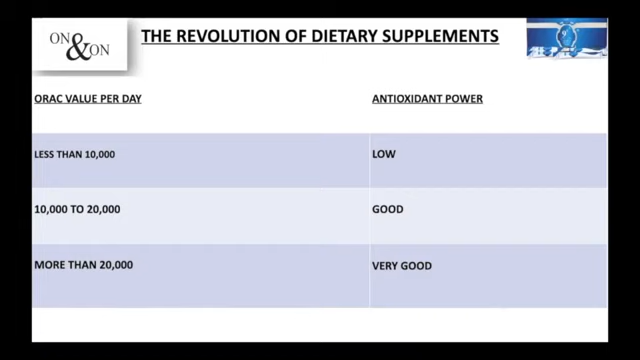 ON
&
ON
THE REVOLUTION OF DIETARY SUPPLEMENTS
ORAC VALUE PER DAY ANTIOXIDANT POWER
LESS THAN 10,000 LOW
10,000 TO 20,000 GOOD
MORE THAN 20,000 VERY GOOD